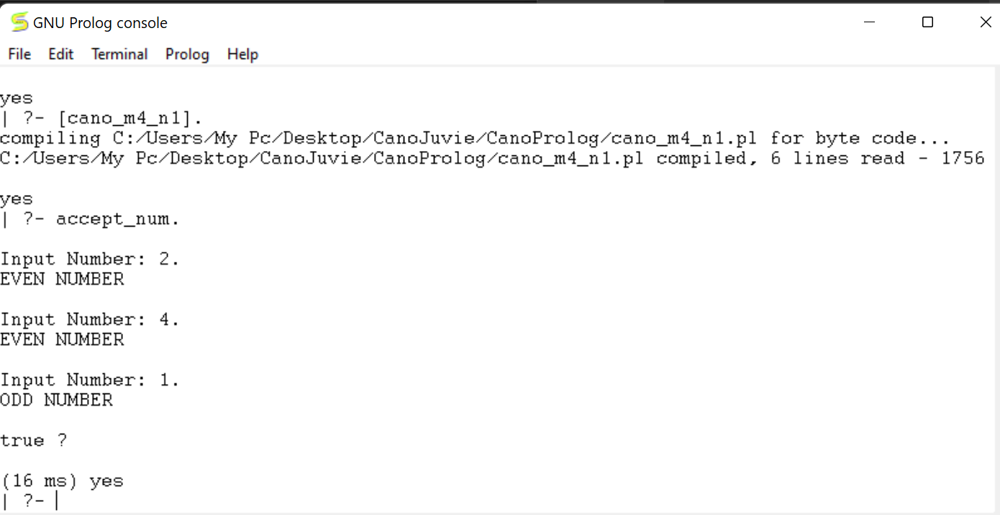 GNU Prolog console
File Edit Terminal Prolog Help
yes
| ?- [cano_m4_n1].
compiling C:/Users/My Pc/Desktop/CanoJuvie/CanoProlog/cano_m4_n1.pl for byte code...
C:/Users/My Pc/Desktop/CanoJuvie/CanoProlog/cano_m4_n1.pl compiled, 6 lines read - 1756
yes
| ?- accept_num.
Input Number: 2.
EVEN NUMBER
Input Number: 4.
EVEN NUMBER
Input Number: 1.
ODD NUMBER
true ?
(16 ms) yes
| ?-